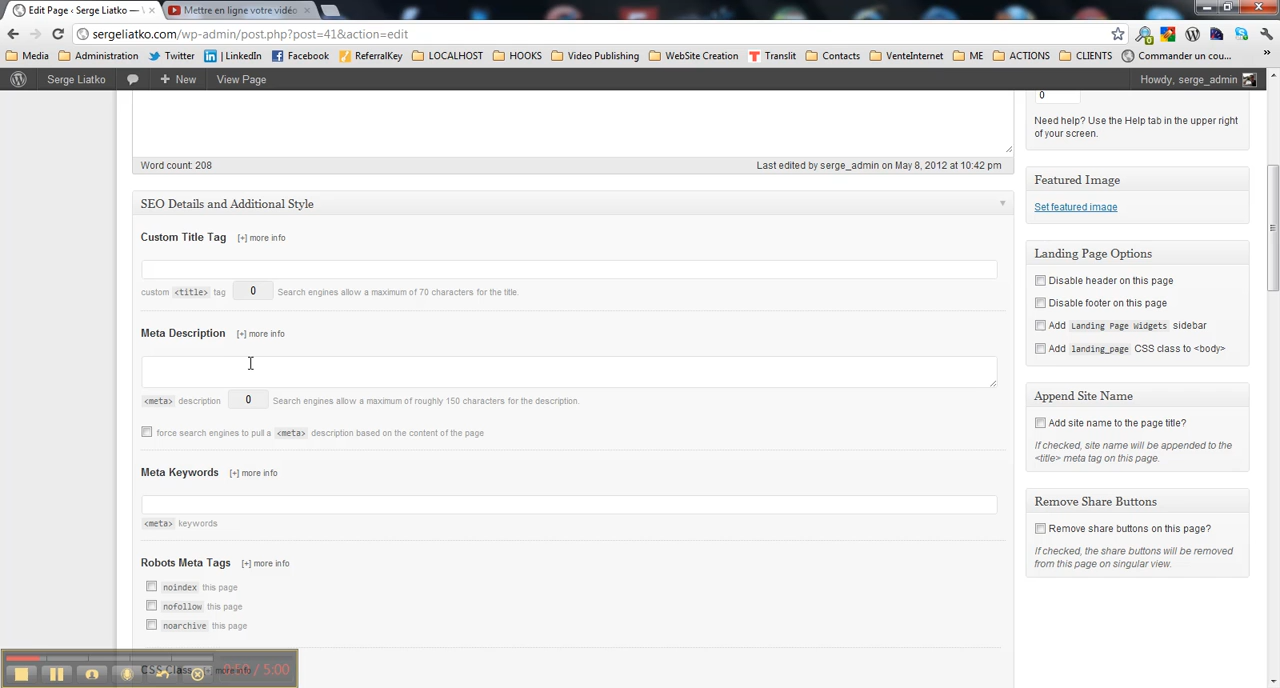 Edit Page ‹ Serge Liatko — \
Mettre en ligne votre vidéo
sergeliatko.com/wp-admin/post.php?post=41&action=edit
Media Administration Twitter LinkedIN Facebook ReferralKey LOCALHOST HOOKS Video Publishing WebSite Creation Translit Contacts VenteInternet ME ACTIONS CLIENTS Commander un cou...
Serge Liatko + New View Page Howdy, serge_admin
0
Need help? Use the Help tab in the upper right
of your screen.
Word count: 208 Last edited by serge_admin on May 8, 2012 at 10:42 pm
Featured Image
Set featured image
SEO Details and Additional Style
Custom Title Tag [+] more info
custom <title> tag 0 Search engines allow a maximum of 70 characters for the title.
Meta Description [+] more info
<meta> description 0 Search engines allow a maximum of roughly 150 characters for the description.
force search engines to pull a <meta> description based on the content of the page
Meta Keywords [+] more info
<meta> keywords
Robots Meta Tags [+] more info
noindex this page
nofollow this page
noarchive this page
CSS Class more info
0:50 / 5:00
Landing Page Options
Disable header on this page
Disable footer on this page
Add Landing Page Widgets sidebar
Add landing_page CSS class to <body>
Append Site Name
Add site name to the page title?
If checked, site name will be appended to the
<title> meta tag on this page.
Remove Share Buttons
Remove share buttons on this page?
If checked, the share buttons will be removed
from this page on singular view.